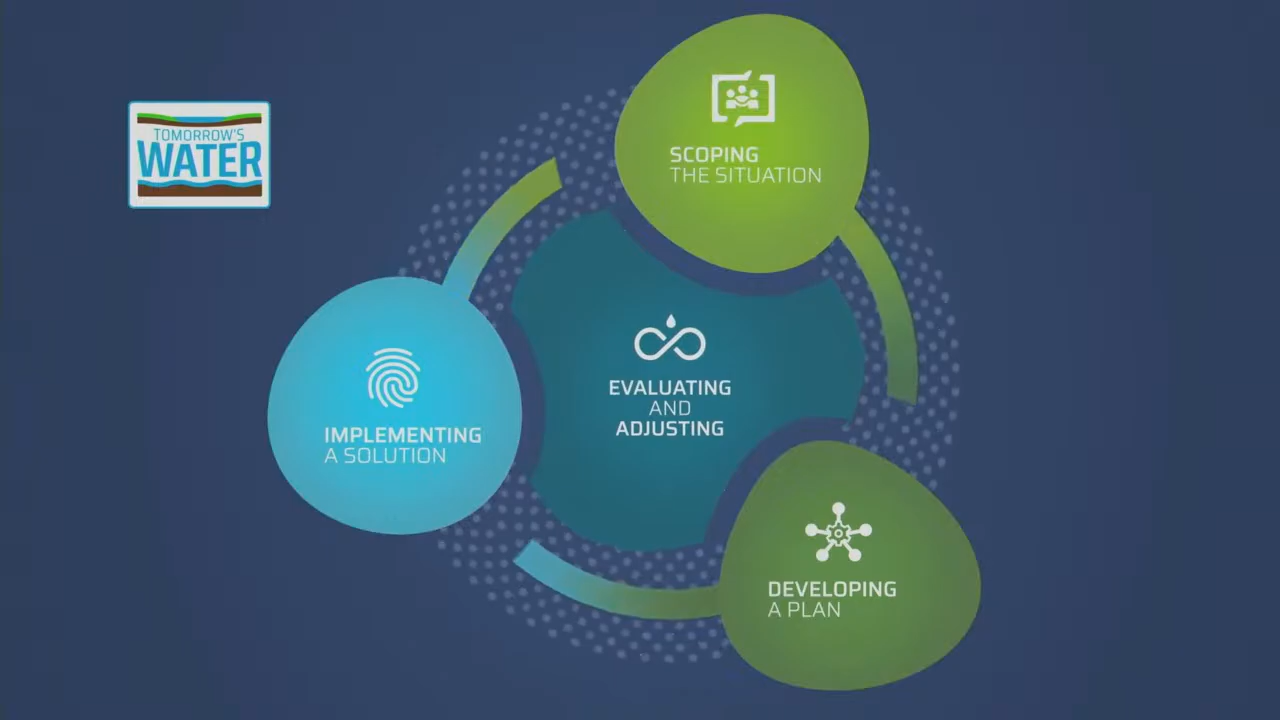 TOMORROW'S
WATER
SCOPING
THE SITUATION
EVALUATING
AND
ADJUSTING
IMPLEMENTING
A SOLUTION
DEVELOPING
A PLAN